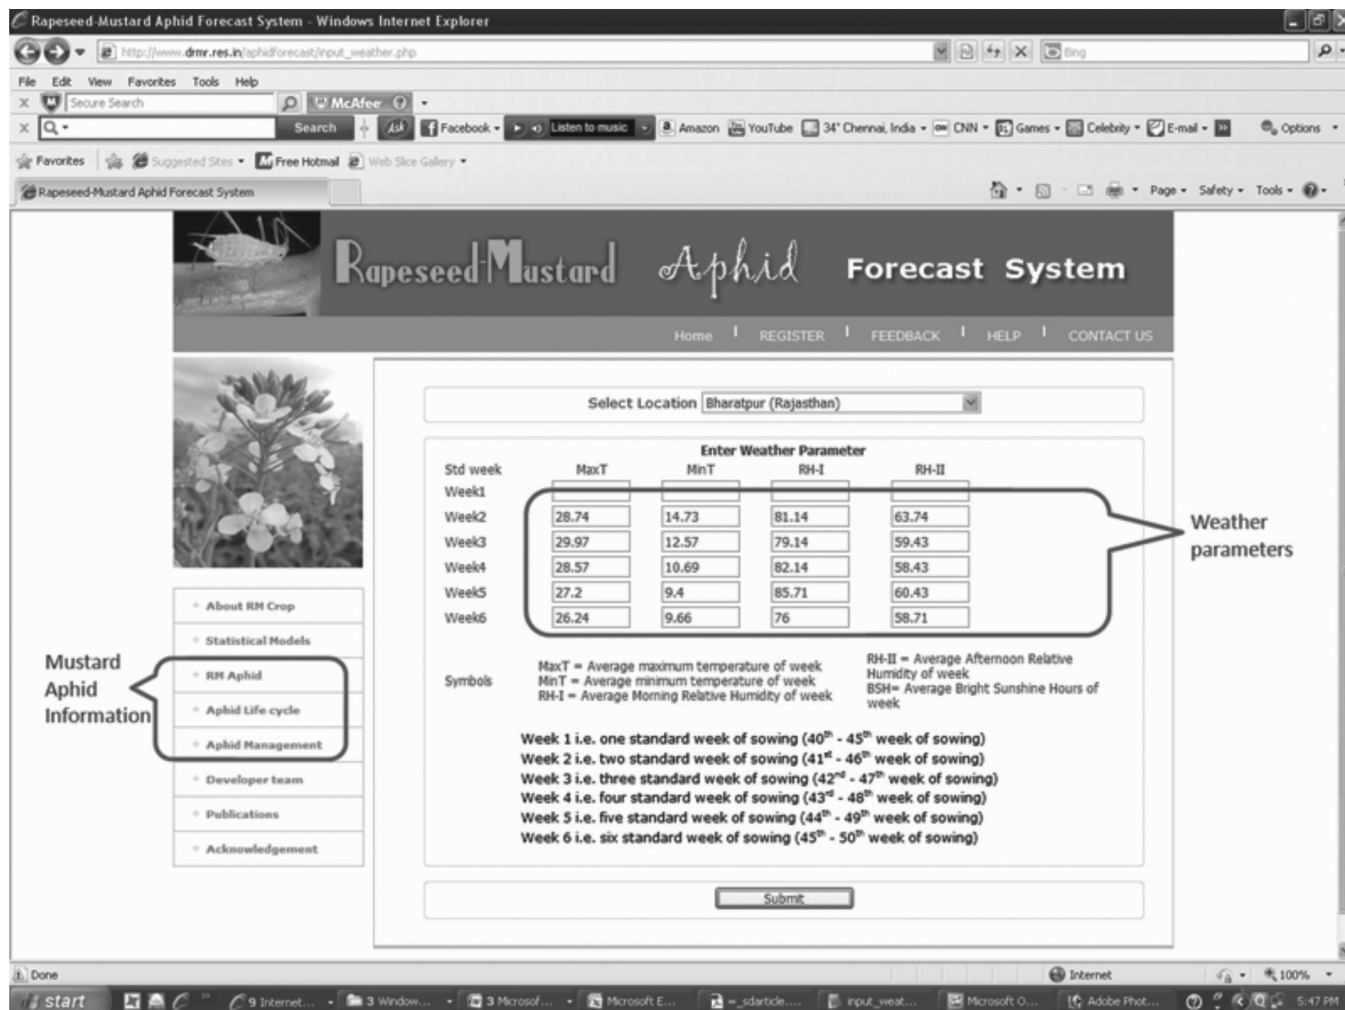 Rapeseed-Mustard Aphid Forecast System - Windows Internet Explorer
http://www.drmr.res.in/aphidforecast/input_weather.php
Bing
File Edit View Favorites Tools Help
Secure Search McAfee
Search Ask Facebook Listen to music Amazon YouTube 34° Chennai, India CNN Games Celebrity E-mail Options
Favorites Suggested Sites Free Hotmail Web Slice Gallery
Rapeseed-Mustard Aphid Forecast System Page Safety Tools
Rapeseed-Mustard Aphid Forecast System
Home REGISTER FEEDBACK HELP CONTACT US
Select Location Bharatpur (Rajasthan)
Enter Weather Parameter
Std week MaxT MinT RH-I RH-II
Week1
Week2 28.74 14.73 81.14 63.74
Week3 29.97 12.57 79.14 59.43
Week4 28.57 10.69 82.14 58.43
Week5 27.2 9.4 85.71 60.43
Week6 26.24 9.66 76 58.71
Weather
parameters
About RM Crop
Statistical Models
RM Aphid
Aphid Life cycle
Aphid Management
Developer team
Publications
Acknowledgement
Mustard
Aphid
Information
Symbols
MaxT = Average maximum temperature of week
MinT = Average minimum temperature of week
RH-I = Average Morning Relative Humidity of week
RH-II = Average Afternoon Relative
Humidity of week
BSH= Average Bright Sunshine Hours of
week
Week 1 i.e. one standard week of sowing (40th - 45th week of sowing)
Week 2 i.e. two standard week of sowing (41st - 46th week of sowing)
Week 3 i.e. three standard week of sowing (42nd - 47th week of sowing)
Week 4 i.e. four standard week of sowing (43rd - 48th week of sowing)
Week 5 i.e. five standard week of sowing (44th - 49th week of sowing)
Week 6 i.e. six standard week of sowing (45th - 50th week of sowing)
Submit
Done Internet 100%
start 9 Internet... 3 Window... 3 Microsof... Microsoft E... =_sdarticle.... input_weat... Microsoft O... Adobe Phot... 5:47 PM